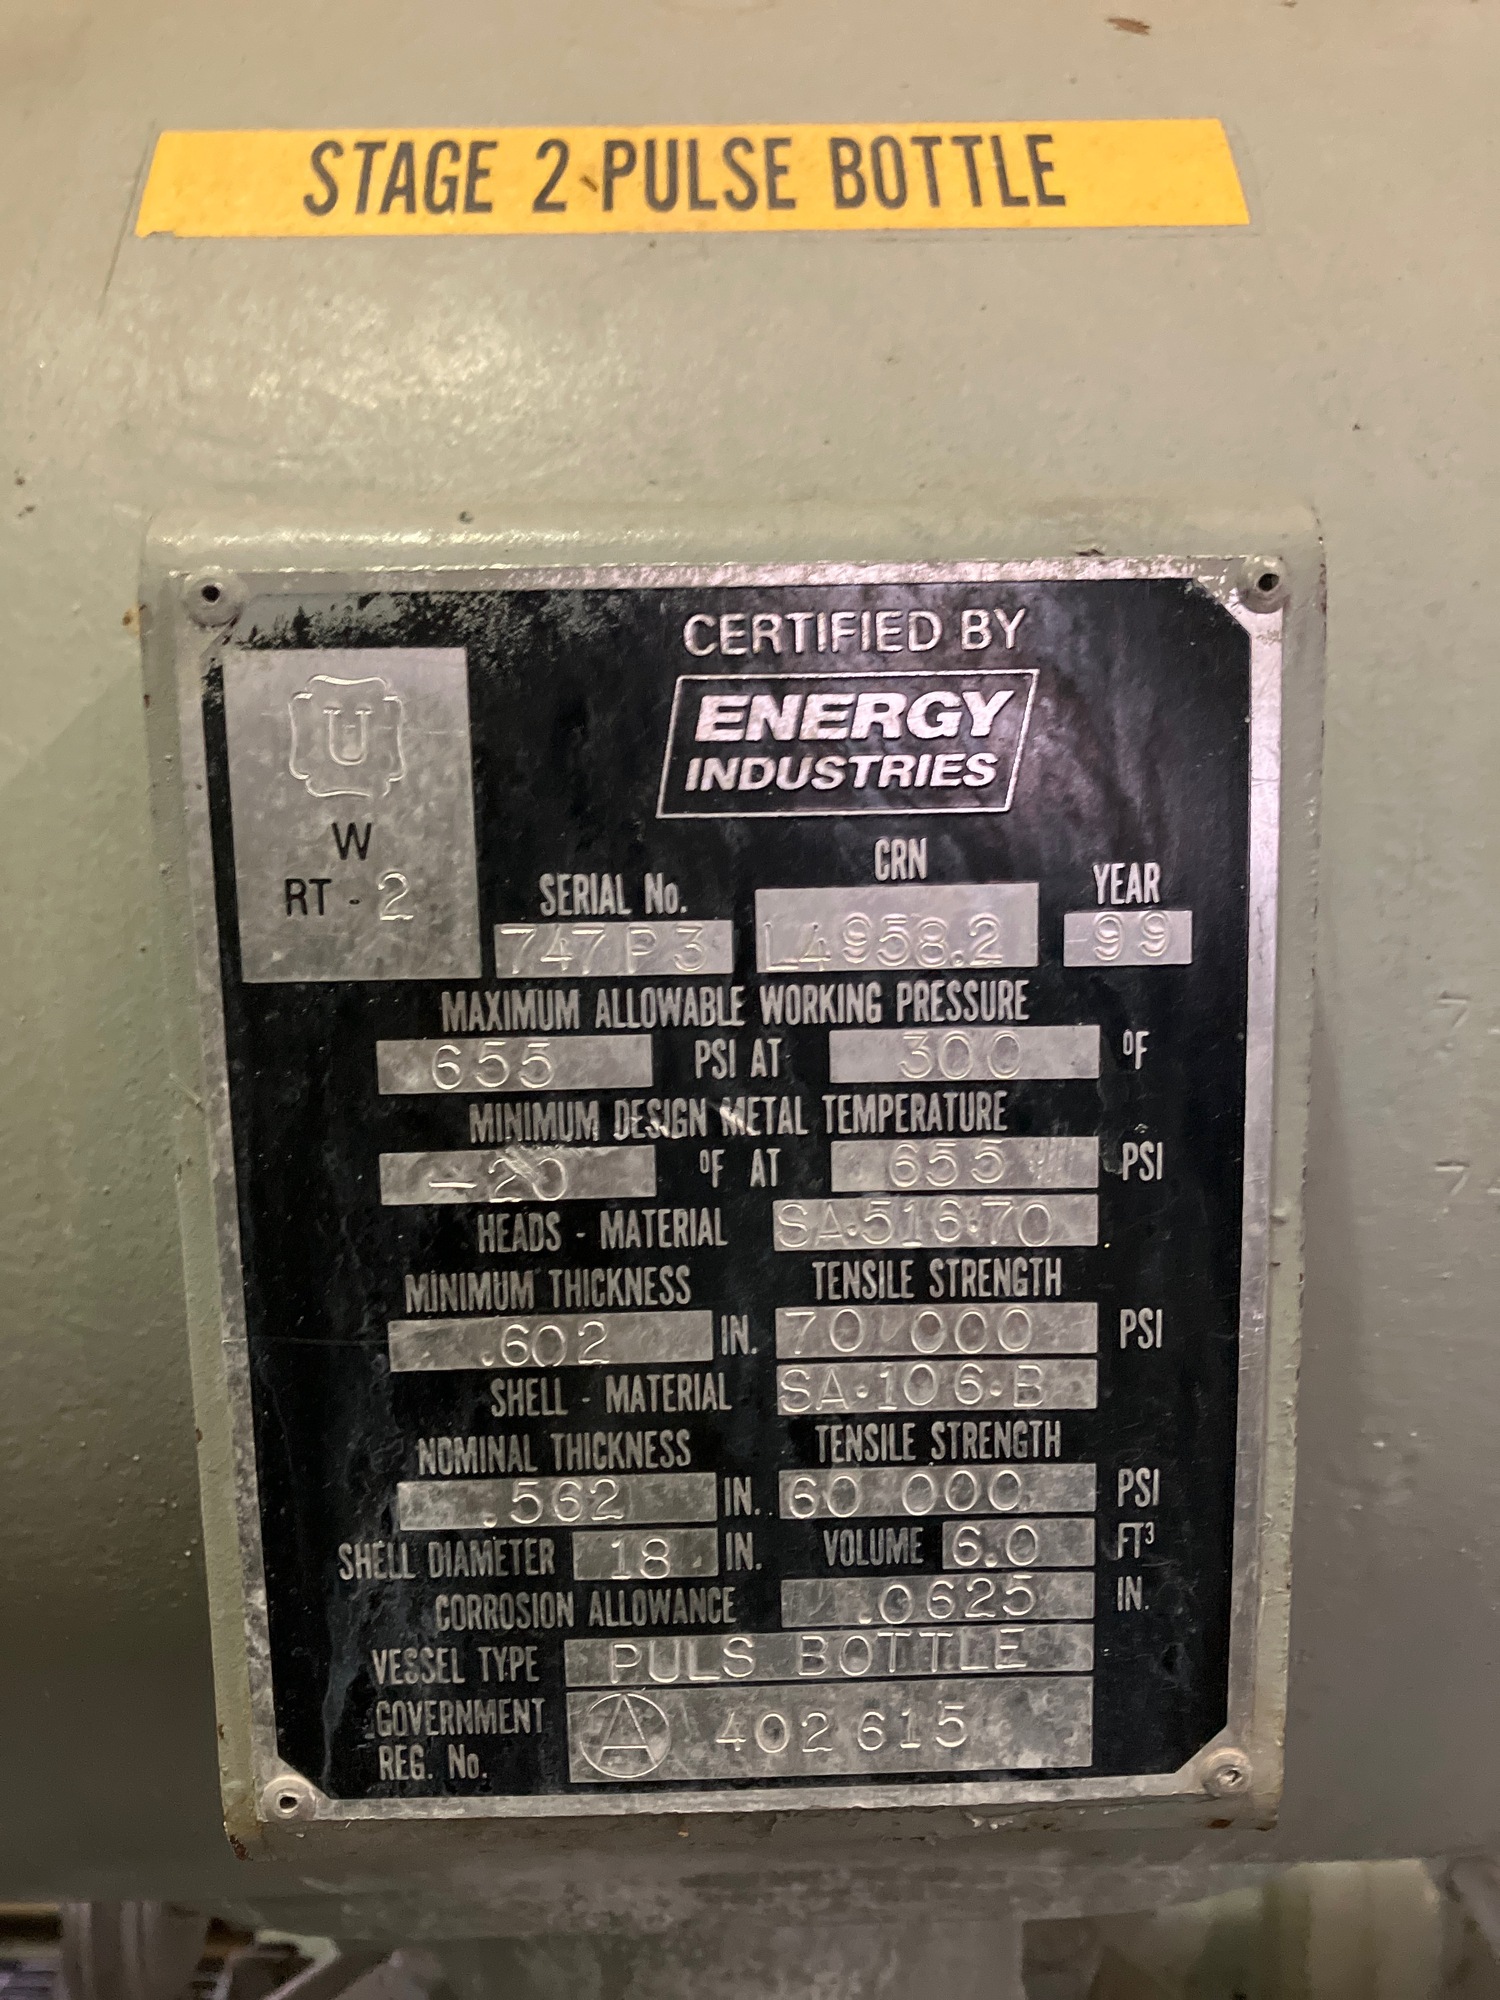 STAGE 2 PULSE BOTTLE
CERTIFIED BY
ENERGY
INDUSTRIES
U
W
RT - 2
SERIAL No. GRN YEAR
747P3 L4958.2 99
MAXIMUM ALLOWABLE WORKING PRESSURE
655 PSI AT 300 °F
MINIMUM DESIGN METAL TEMPERATURE
-20 °F AT 655 PSI
HEADS - MATERIAL SA·516·70
MINIMUM THICKNESS TENSILE STRENGTH
.602 IN. 70 000 PSI
SHELL - MATERIAL SA·106·B
NOMINAL THICKNESS TENSILE STRENGTH
.562 IN. 60 000 PSI
SHELL DIAMETER 18 IN. VOLUME 6.0 FT³
CORROSION ALLOWANCE .0625 IN.
VESSEL TYPE PULS BOTTLE
GOVERNMENT
REG. No. A 402615